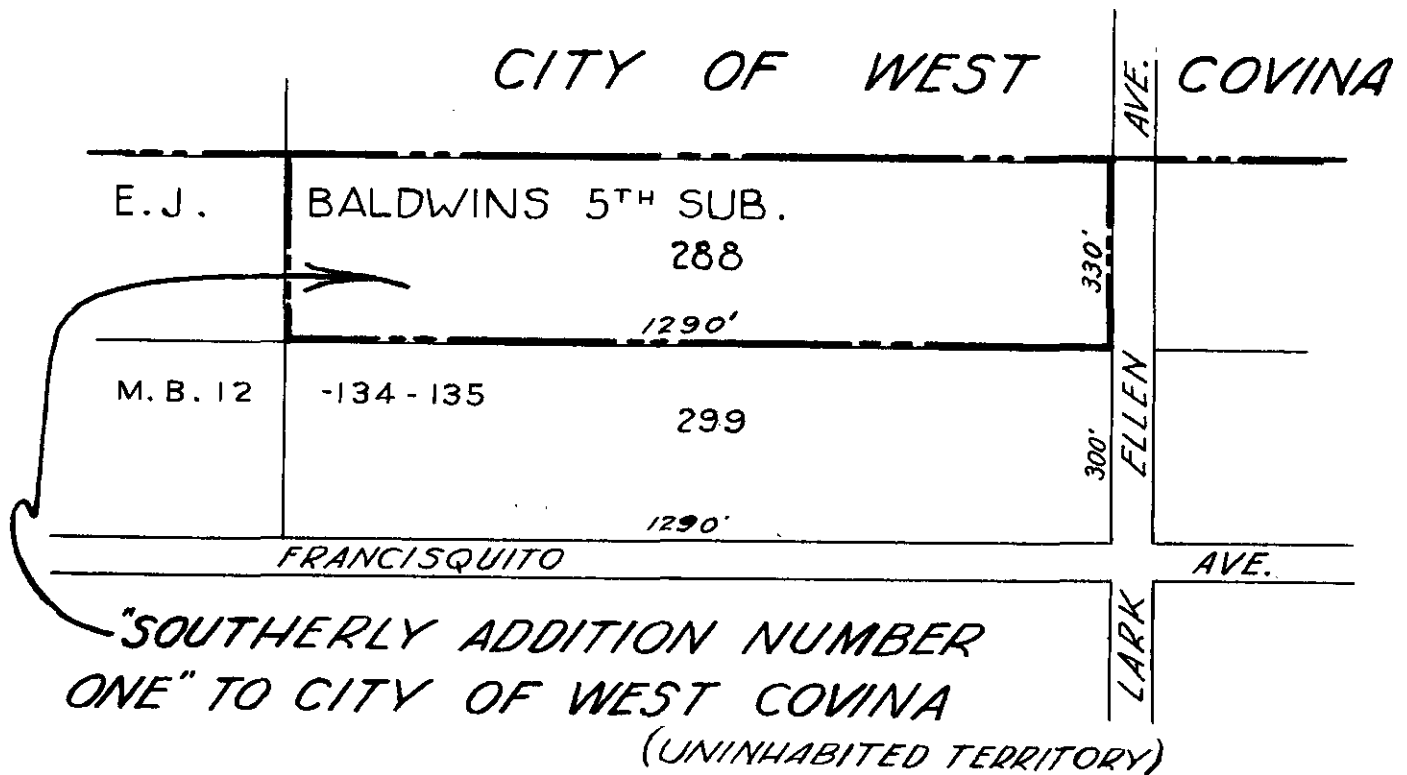 CITY OF WEST COVINA
AVE.
E.J. BALDWINS 5TH SUB.
288
330'
1290'
M.B. 12 -134-135
299
300'
ELLEN
1290'
FRANCISQUITO AVE.
LARK
"SOUTHERLY ADDITION NUMBER
ONE" TO CITY OF WEST COVINA
(UNINHABITED TERRITORY)